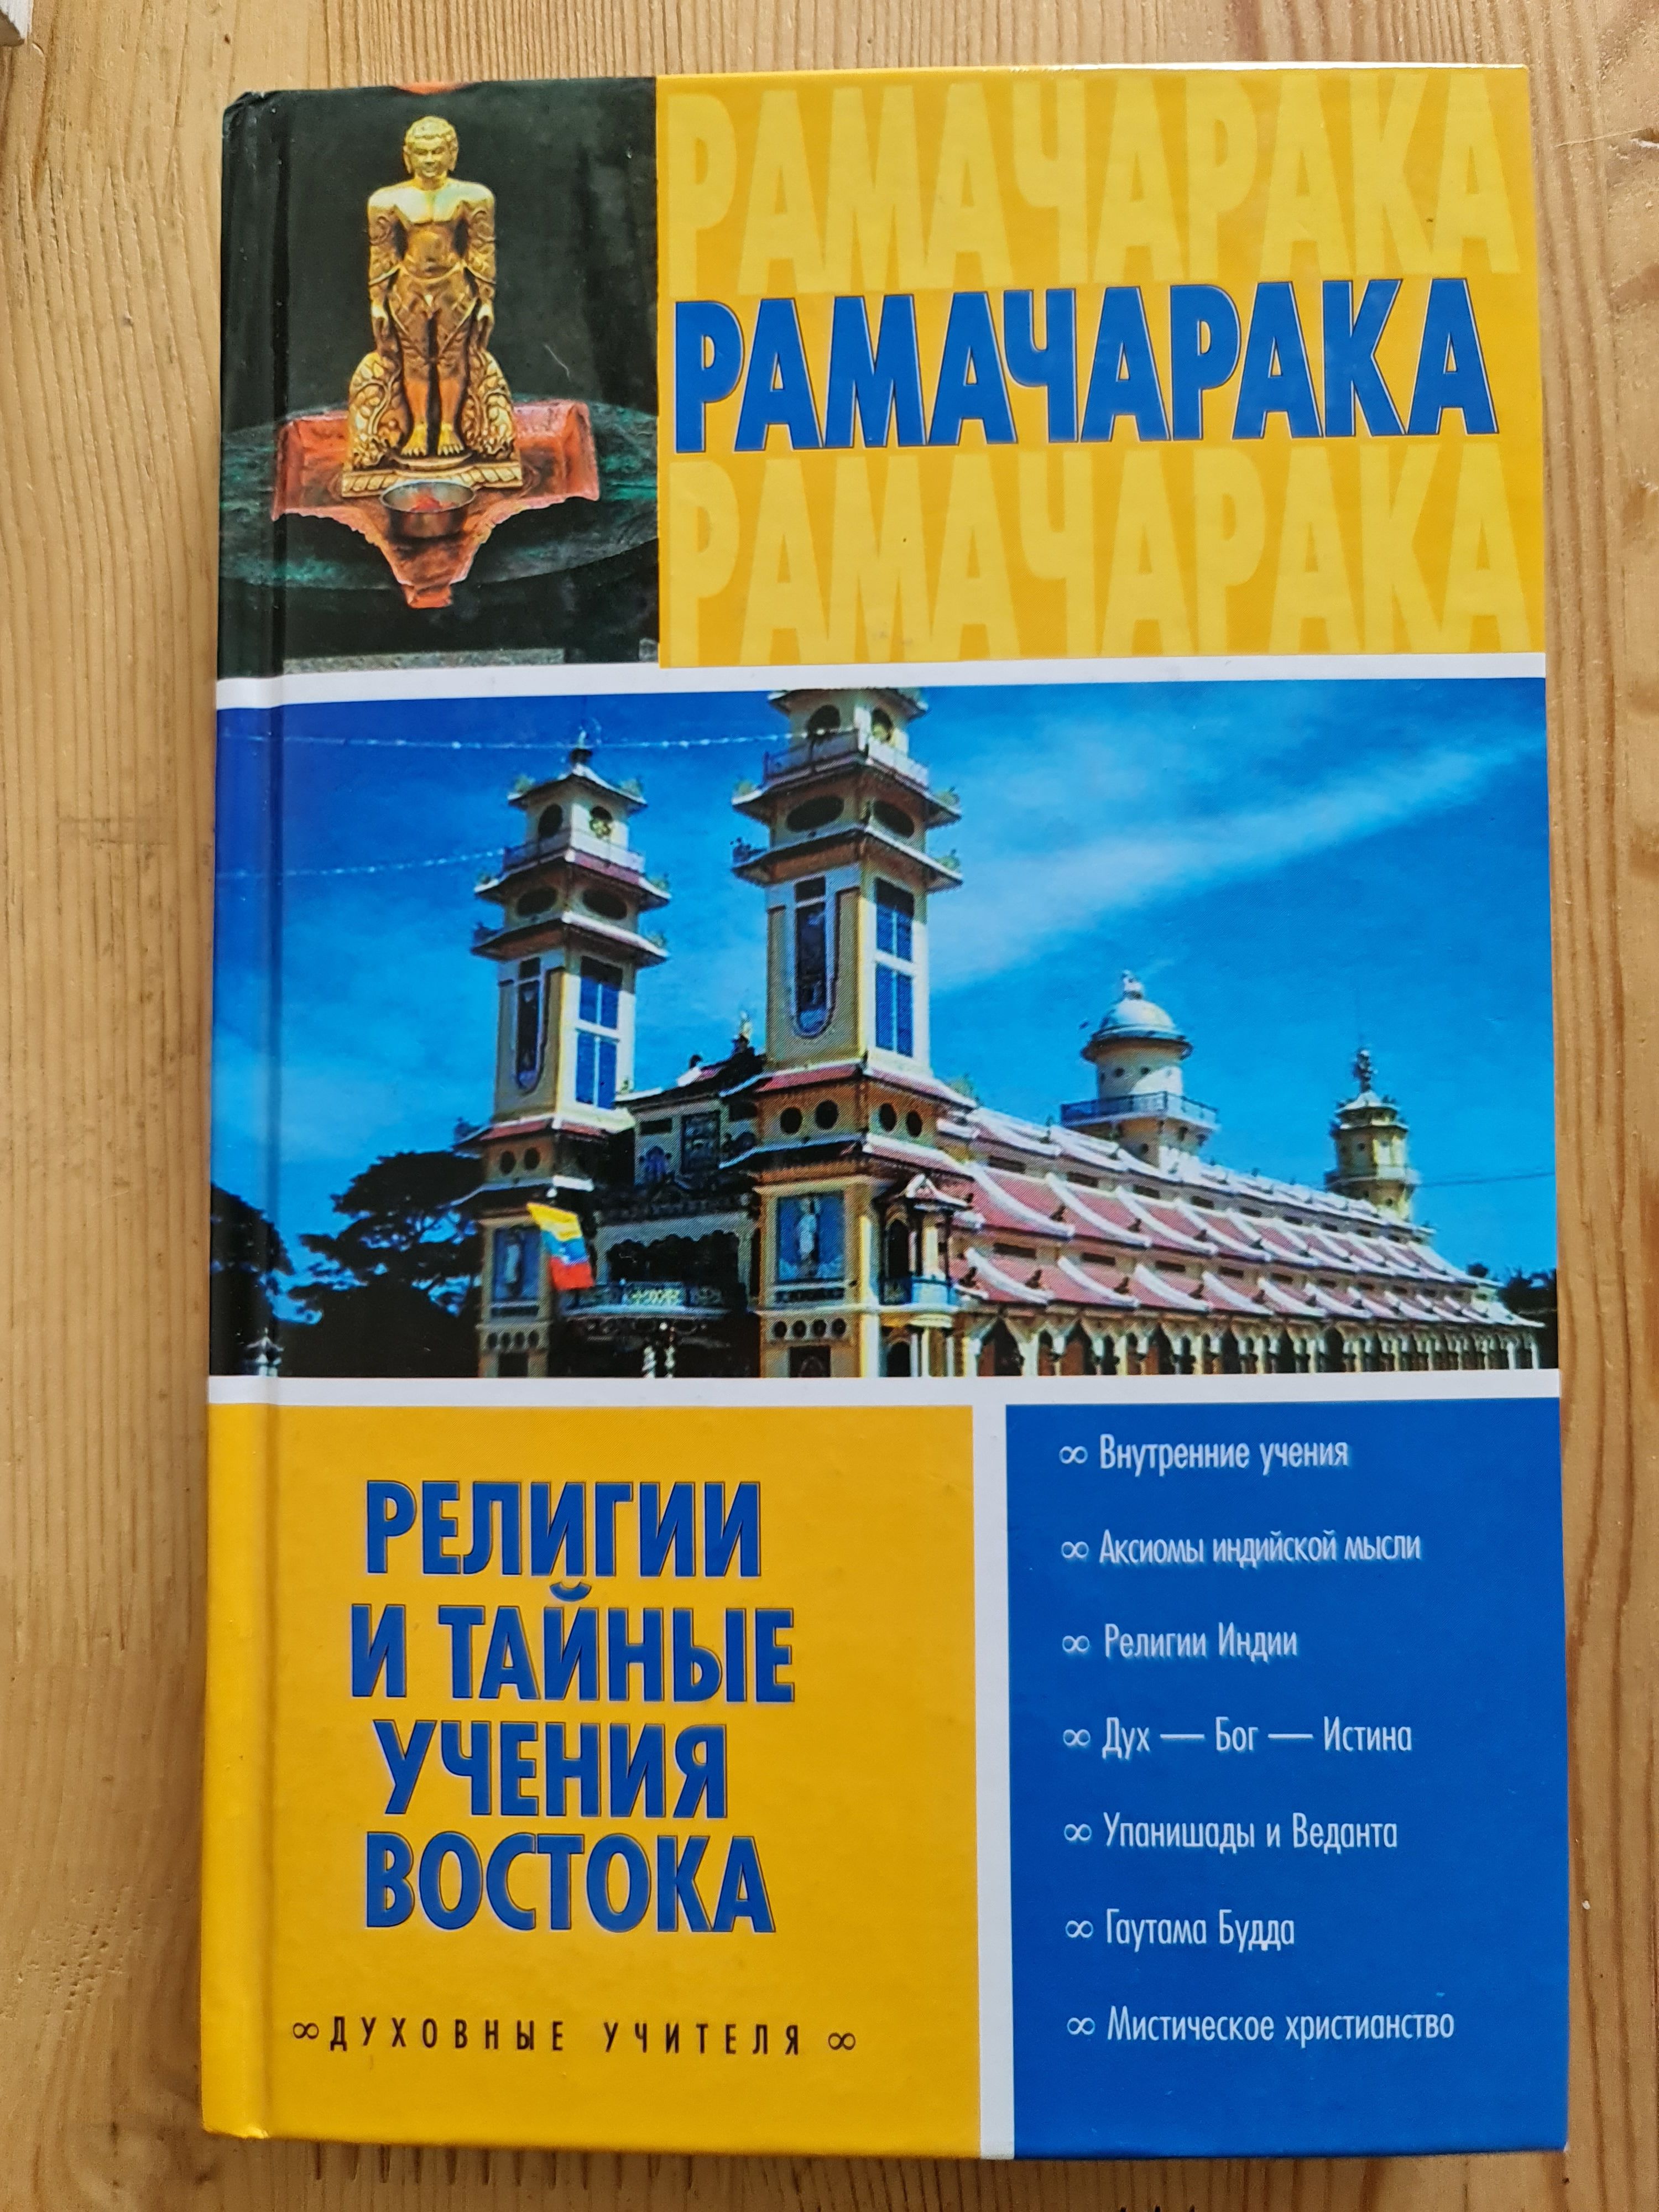 РАМАЧАРАКА
РАМАЧАРАКА
РАМАЧАРАКА
РЕЛИГИИ
И ТАЙНЫЕ
УЧЕНИЯ
ВОСТОКА
∞ ДУХОВНЫЕ УЧИТЕЛЯ ∞
∞ Внутренние учения
∞ Аксиомы индийской мысли
∞ Религии Индии
∞ Дух — Бог — Истина
∞ Упанишады и Веданта
∞ Гаутама Будда
∞ Мистическое христианство